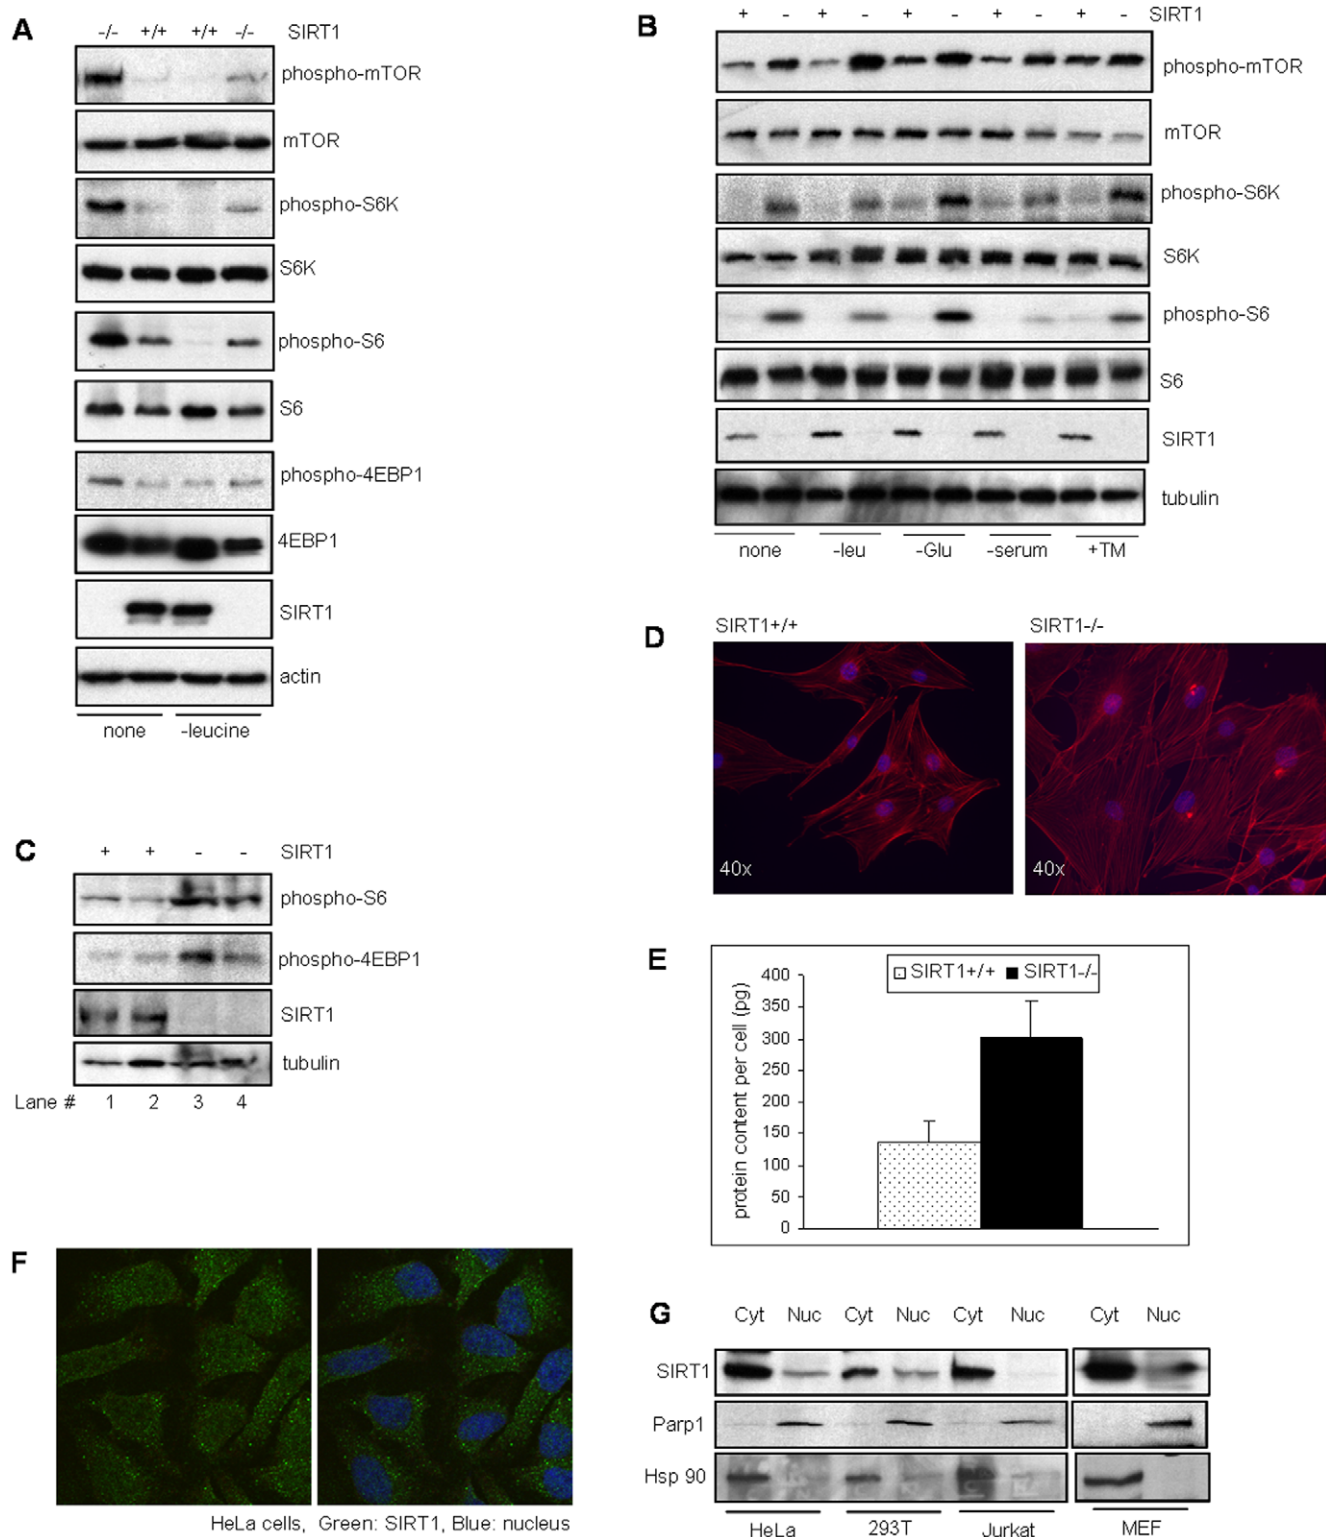 A
-/- +/+ +/+ -/- SIRT1
phospho-mTOR
mTOR
phospho-S6K
S6K
phospho-S6
S6
phospho-4EBP1
4EBP1
SIRT1
actin
none -leucine
B
+ - + - + - + - + - SIRT1
phospho-mTOR
mTOR
phospho-S6K
S6K
phospho-S6
S6
SIRT1
tubulin
none -leu -Glu -serum +TM
C
+ + - - SIRT1
phospho-S6
phospho-4EBP1
SIRT1
tubulin
Lane # 1 2 3 4
D
SIRT1+/+ SIRT1-/-
40x 40x
E
SIRT1+/+ SIRT1-/-
protein content per cell (pg)
400
350
300
250
200
150
100
50
0
F
HeLa cells, Green: SIRT1, Blue: nucleus
G
Cyt Nuc Cyt Nuc Cyt Nuc Cyt Nuc
SIRT1
Parp1
Hsp 90
HeLa 293T Jurkat MEF